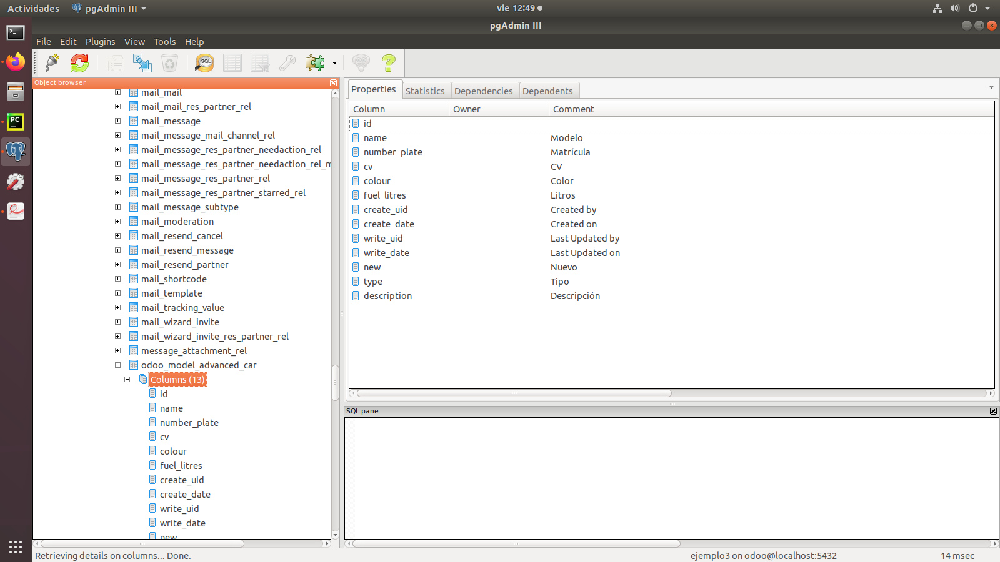 Actividades
pgAdmin III
vie 12:49
pgAdmin III
File Edit Plugins View Tools Help
SQL
Object browser
mail_mail
mail_mail_res_partner_rel
mail_message
mail_message_mail_channel_rel
mail_message_res_partner_needaction_rel
mail_message_res_partner_needaction_rel_m
mail_message_res_partner_rel
mail_message_res_partner_starred_rel
mail_message_subtype
mail_moderation
mail_resend_cancel
mail_resend_message
mail_resend_partner
mail_shortcode
mail_template
mail_tracking_value
mail_wizard_invite
mail_wizard_invite_res_partner_rel
message_attachment_rel
odoo_model_advanced_car
Columns (13)
id
name
number_plate
cv
colour
fuel_litres
create_uid
create_date
write_uid
write_date
new
Properties Statistics Dependencies Dependents
Column Owner Comment
id
name Modelo
number_plate Matrícula
cv CV
colour Color
fuel_litres Litros
create_uid Created by
create_date Created on
write_uid Last Updated by
write_date Last Updated on
new Nuevo
type Tipo
description Descripción
SQL pane
PC
Retrieving details on columns... Done.
ejemplo3 on odoo@localhost:5432
14 msec